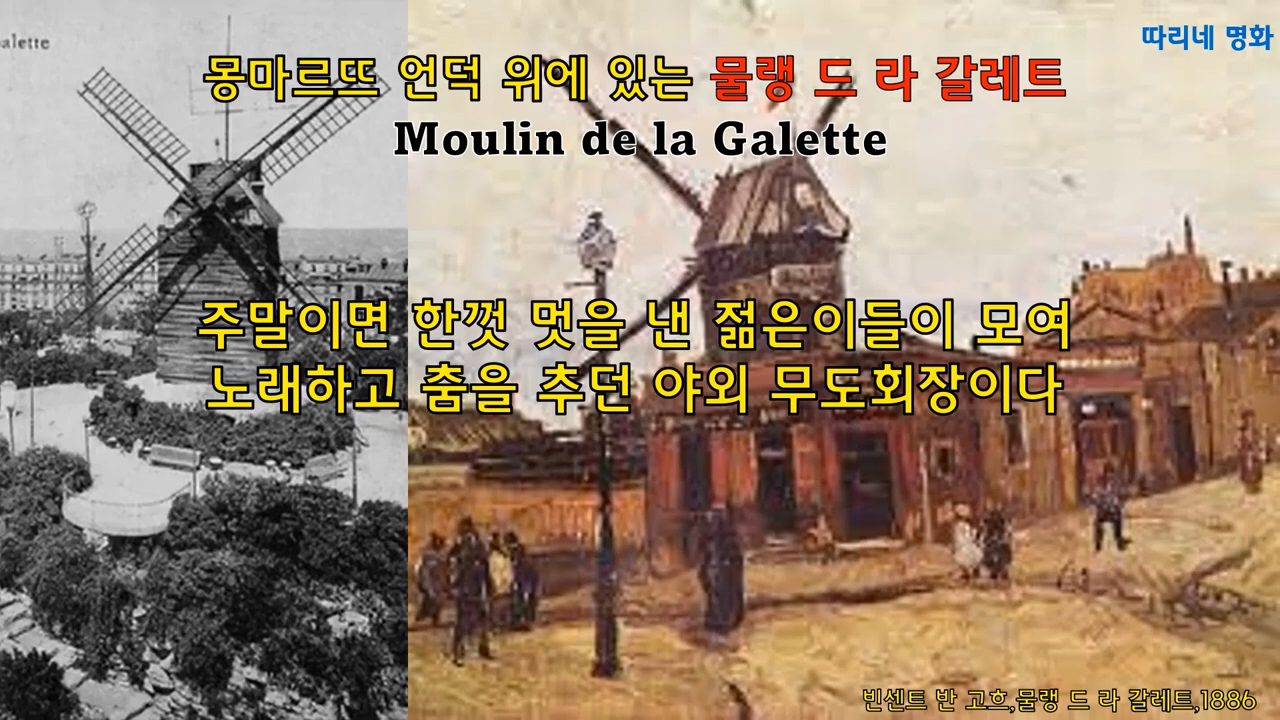 alette
따리네 명화
몽마르뜨 언덕 위에 있는 물랭 드 라 갈레트
Moulin de la Galette
주말이면 한껏 멋을 낸 젊은이들이 모여
노래하고 춤을 추던 야외 무도회장이다
빈센트 반 고흐,물랭 드 라 갈레트,1886